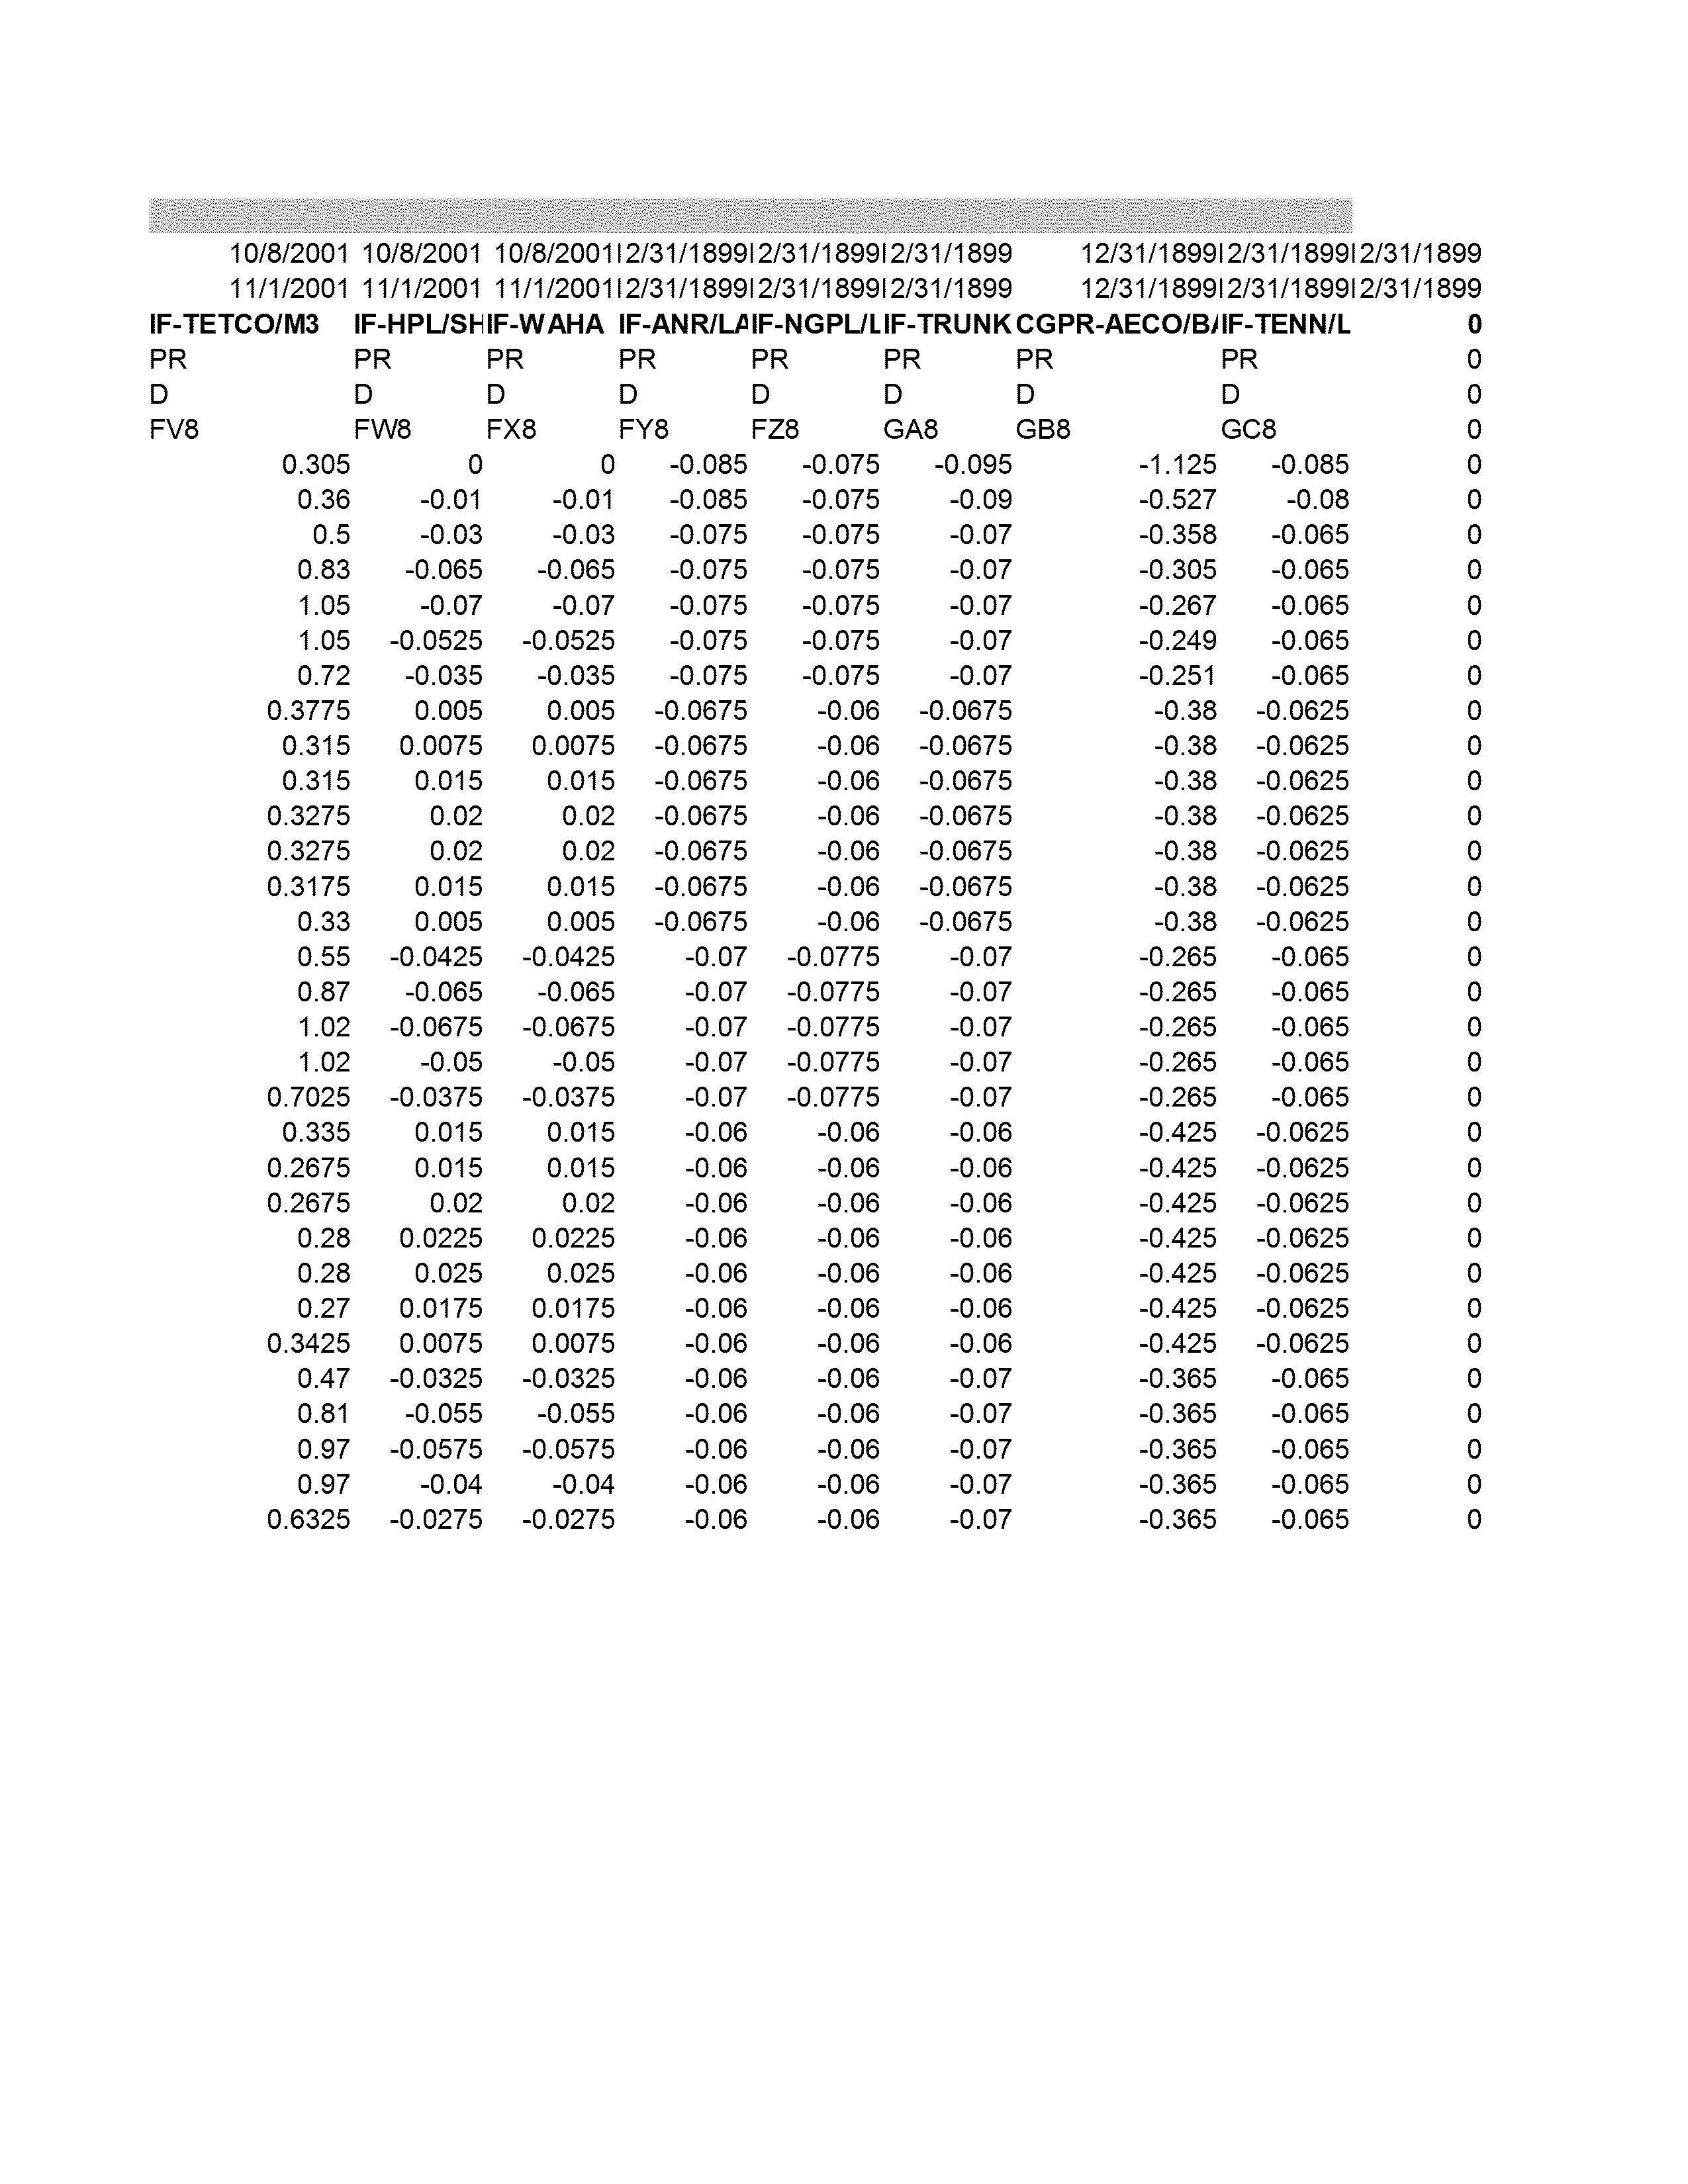 10/8/2001 10/8/2001 10/8/2001 12/31/1899 12/31/1899 12/31/1899 12/31/1899 12/31/1899 12/31/1899
11/1/2001 11/1/2001 11/1/2001 12/31/1899 12/31/1899 12/31/1899 12/31/1899 12/31/1899 12/31/1899
IF-TETCO/M3 IF-HPL/SH IF-WAHA IF-ANR/LA IF-NGPL/L IF-TRUNK CGPR-AECO/BA IF-TENN/L 0
PR PR PR PR PR PR PR PR 0
D D D D D D D D 0
FV8 FW8 FX8 FY8 FZ8 GA8 GB8 GC8 0
0.305 0 0 -0.085 -0.075 -0.095 -1.125 -0.085 0
0.36 -0.01 -0.01 -0.085 -0.075 -0.09 -0.527 -0.08 0
0.5 -0.03 -0.03 -0.075 -0.075 -0.07 -0.358 -0.065 0
0.83 -0.065 -0.065 -0.075 -0.075 -0.07 -0.305 -0.065 0
1.05 -0.07 -0.07 -0.075 -0.075 -0.07 -0.267 -0.065 0
1.05 -0.0525 -0.0525 -0.075 -0.075 -0.07 -0.249 -0.065 0
0.72 -0.035 -0.035 -0.075 -0.075 -0.07 -0.251 -0.065 0
0.3775 0.005 0.005 -0.0675 -0.06 -0.0675 -0.38 -0.0625 0
0.315 0.0075 0.0075 -0.0675 -0.06 -0.0675 -0.38 -0.0625 0
0.315 0.015 0.015 -0.0675 -0.06 -0.0675 -0.38 -0.0625 0
0.3275 0.02 0.02 -0.0675 -0.06 -0.0675 -0.38 -0.0625 0
0.3275 0.02 0.02 -0.0675 -0.06 -0.0675 -0.38 -0.0625 0
0.3175 0.015 0.015 -0.0675 -0.06 -0.0675 -0.38 -0.0625 0
0.33 0.005 0.005 -0.0675 -0.06 -0.0675 -0.38 -0.0625 0
0.55 -0.0425 -0.0425 -0.07 -0.0775 -0.07 -0.265 -0.065 0
0.87 -0.065 -0.065 -0.07 -0.0775 -0.07 -0.265 -0.065 0
1.02 -0.0675 -0.0675 -0.07 -0.0775 -0.07 -0.265 -0.065 0
1.02 -0.05 -0.05 -0.07 -0.0775 -0.07 -0.265 -0.065 0
0.7025 -0.0375 -0.0375 -0.07 -0.0775 -0.07 -0.265 -0.065 0
0.335 0.015 0.015 -0.06 -0.06 -0.06 -0.425 -0.0625 0
0.2675 0.015 0.015 -0.06 -0.06 -0.06 -0.425 -0.0625 0
0.2675 0.02 0.02 -0.06 -0.06 -0.06 -0.425 -0.0625 0
0.28 0.0225 0.0225 -0.06 -0.06 -0.06 -0.425 -0.0625 0
0.28 0.025 0.025 -0.06 -0.06 -0.06 -0.425 -0.0625 0
0.27 0.0175 0.0175 -0.06 -0.06 -0.06 -0.425 -0.0625 0
0.3425 0.0075 0.0075 -0.06 -0.06 -0.06 -0.425 -0.0625 0
0.47 -0.0325 -0.0325 -0.06 -0.06 -0.07 -0.365 -0.065 0
0.81 -0.055 -0.055 -0.06 -0.06 -0.07 -0.365 -0.065 0
0.97 -0.0575 -0.0575 -0.06 -0.06 -0.07 -0.365 -0.065 0
0.97 -0.04 -0.04 -0.06 -0.06 -0.07 -0.365 -0.065 0
0.6325 -0.0275 -0.0275 -0.06 -0.06 -0.07 -0.365 -0.065 0